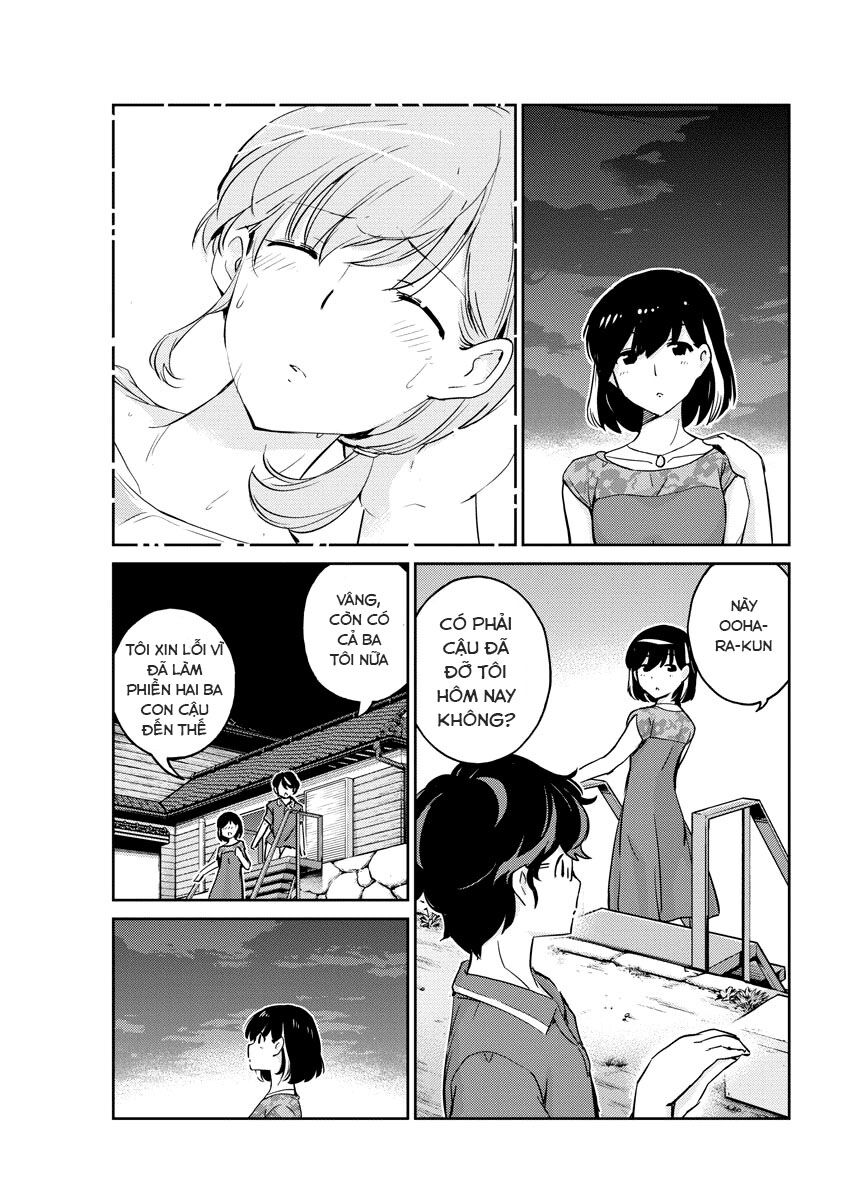 NÀY
OOHA-
RA-KUN
CÓ PHẢI
CẬU ĐÃ
ĐỠ TÔI
HÔM NAY
KHÔNG?
VÂNG,
CÒN CÓ
CẢ BA
TÔI NỮA
TÔI XIN LỖI VÌ
ĐÃ LÀM
PHIỀN HAI BA
CON CẬU
ĐẾN THẾ